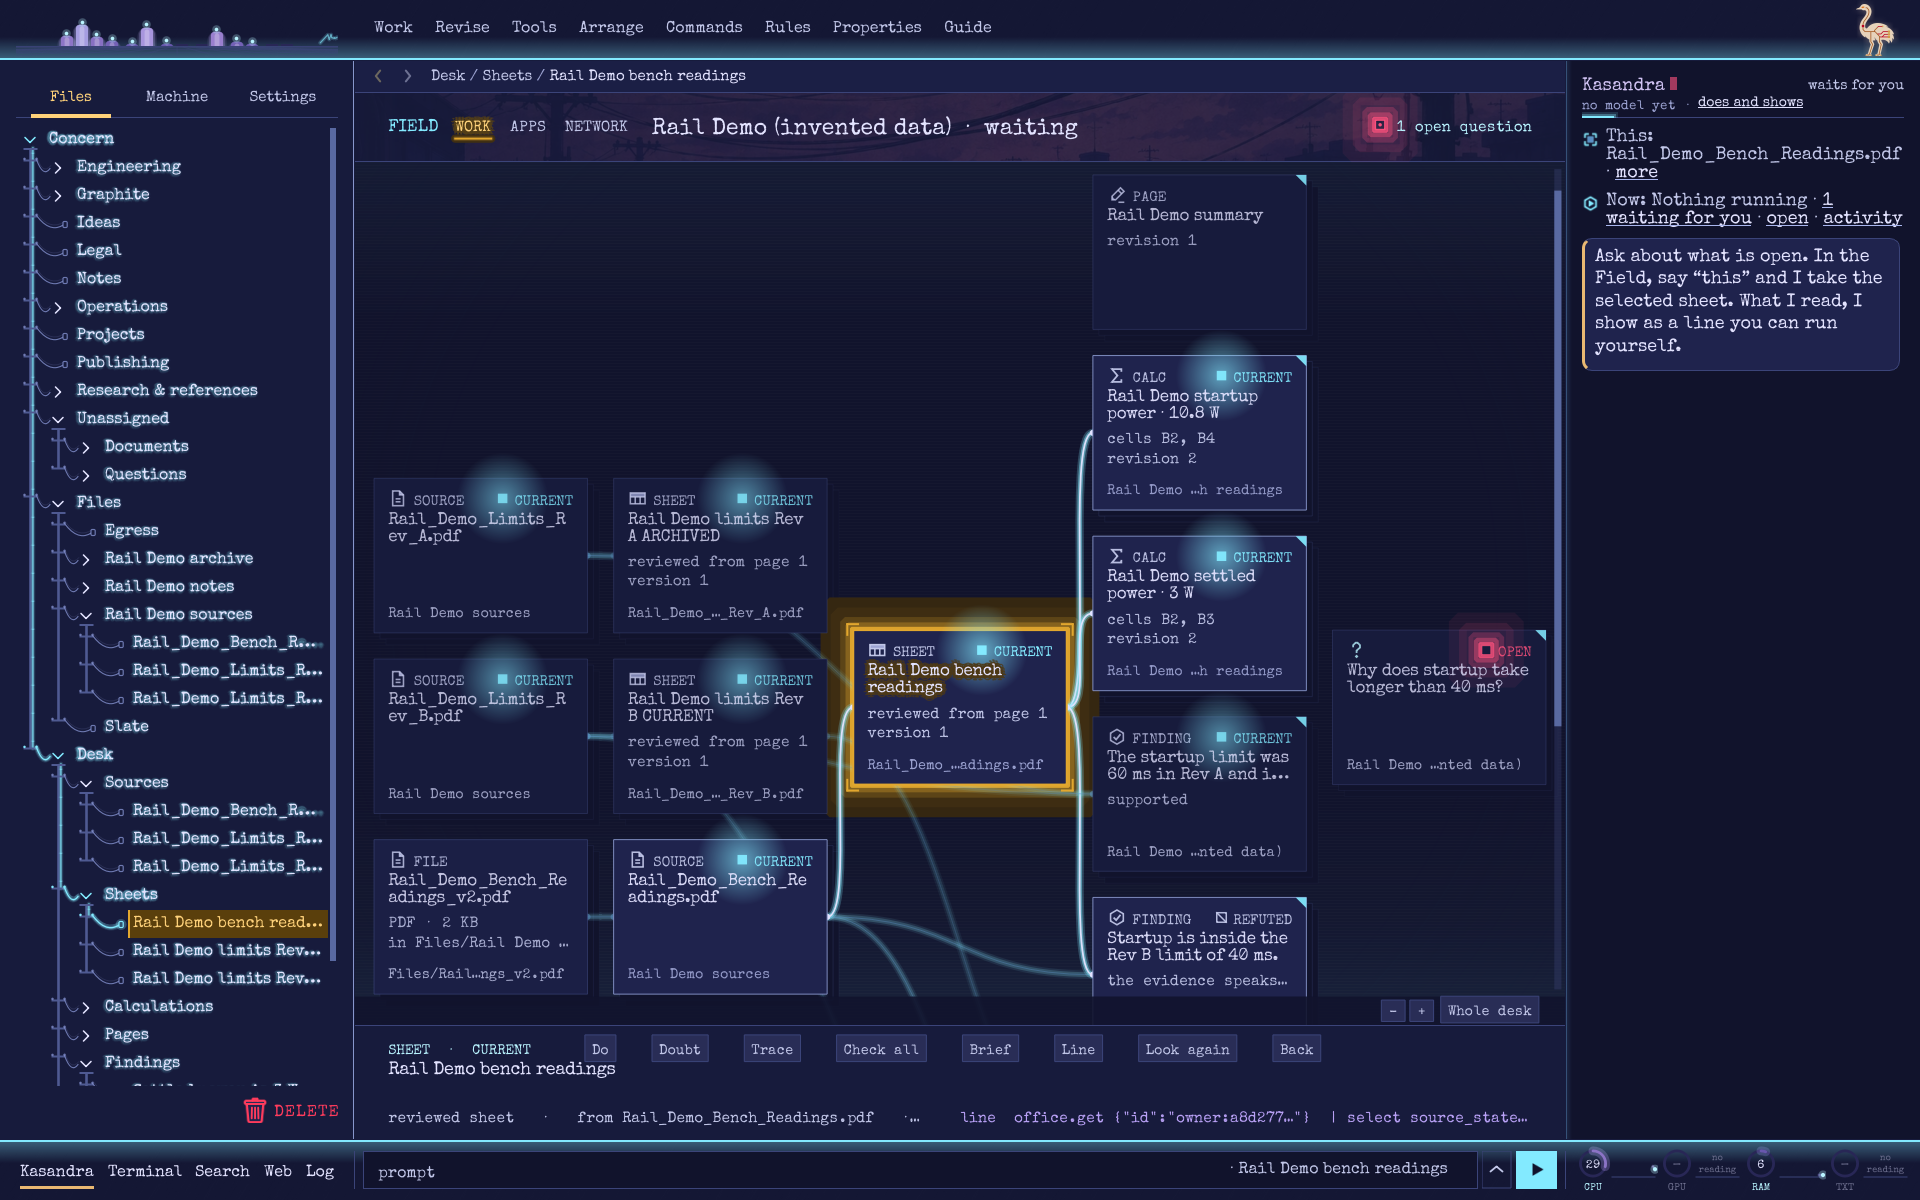 Work Revise Tools Arrange Commands Rules Properties Guide
Files Machine Settings
Concern
Engineering
Graphite
Ideas
Legal
Notes
Operations
Projects
Publishing
Research & references
Unassigned
Documents
Questions
Files
Egress
Rail Demo archive
Rail Demo notes
Rail Demo sources
Rail_Demo_Bench_R...
Rail_Demo_Limits_R...
Rail_Demo_Limits_R...
Slate
Desk
Sources
Rail_Demo_Bench_R...
Rail_Demo_Limits_R...
Rail_Demo_Limits_R...
Sheets
Rail Demo bench read...
Rail Demo limits Rev...
Rail Demo limits Rev...
Calculations
Pages
Findings
DELETE
Desk / Sheets / Rail Demo bench readings
FIELD WORK APPS NETWORK Rail Demo (invented data) · waiting
1 open question
PAGE
Rail Demo summary
revision 1
CALC CURRENT
Rail Demo startup
power · 10.8 W
cells B2, B4
revision 2
Rail Demo …h readings
SOURCE CURRENT
Rail_Demo_Limits_R
ev_A.pdf
Rail Demo sources
SHEET CURRENT
Rail Demo limits Rev
A ARCHIVED
reviewed from page 1
version 1
Rail_Demo_…_Rev_A.pdf
CALC CURRENT
Rail Demo settled
power · 3 W
cells B2, B3
revision 2
Rail Demo …h readings
SOURCE CURRENT
Rail_Demo_Limits_R
ev_B.pdf
Rail Demo sources
SHEET CURRENT
Rail Demo limits Rev
B CURRENT
reviewed from page 1
version 1
Rail_Demo_…_Rev_B.pdf
SHEET CURRENT
Rail Demo bench
readings
reviewed from page 1
version 1
Rail_Demo_…adings.pdf
? OPEN
Why does startup take
longer than 40 ms?
Rail Demo …nted data)
FINDING CURRENT
The startup limit was
60 ms in Rev A and i...
supported
Rail Demo …nted data)
FILE
Rail_Demo_Bench_Re
adings_v2.pdf
PDF · 2 KB
in Files/Rail Demo …
Files/Rail…ngs_v2.pdf
SOURCE CURRENT
Rail_Demo_Bench_Re
adings.pdf
Rail Demo sources
FINDING REFUTED
Startup is inside the
Rev B limit of 40 ms.
the evidence speaks…
− + Whole desk
SHEET · CURRENT Do Doubt Trace Check all Brief Line Look again Back
Rail Demo bench readings
reviewed sheet · from Rail_Demo_Bench_Readings.pdf ·… line office.get {"id":"owner:a8d277…"} | select source_state…
Kasandra waits for you
no model yet · does and shows
This:
Rail_Demo_Bench_Readings.pdf
· more
Now: Nothing running · 1
waiting for you · open · activity
Ask about what is open. In the
Field, say “this” and I take the
selected sheet. What I read, I
show as a line you can run
yourself.
Kasandra Terminal Search Web Log
prompt · Rail Demo bench readings
29 CPU
– GPU no reading
6 RAM
– TXT no reading